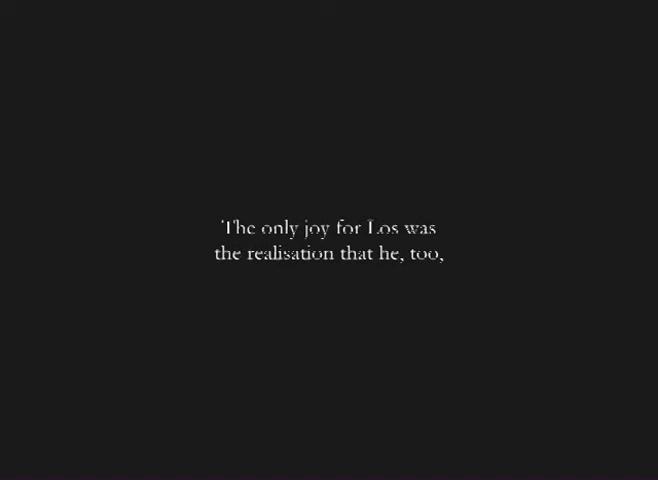 The only joy for Los was
the realisation that he, too,